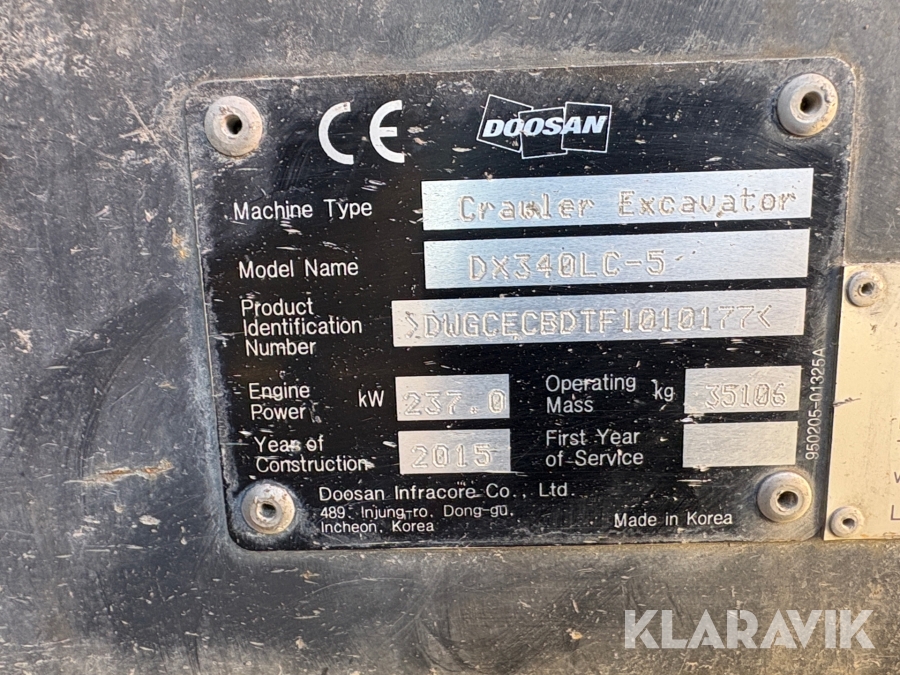 CE DOOSAN
Machine Type Crawler Excavator
Model Name DX340LC-5
Product
Identification >DWGCECBDTF1010177<
Number
Engine kW 237.0 Operating kg 35106
Power Mass
Year of 2015 First Year
Construction of Service
Doosan Infracore Co., Ltd.
489, Injung-ro, Dong-gu,
Incheon, Korea Made in Korea
950205-01325A
KLARAVIK